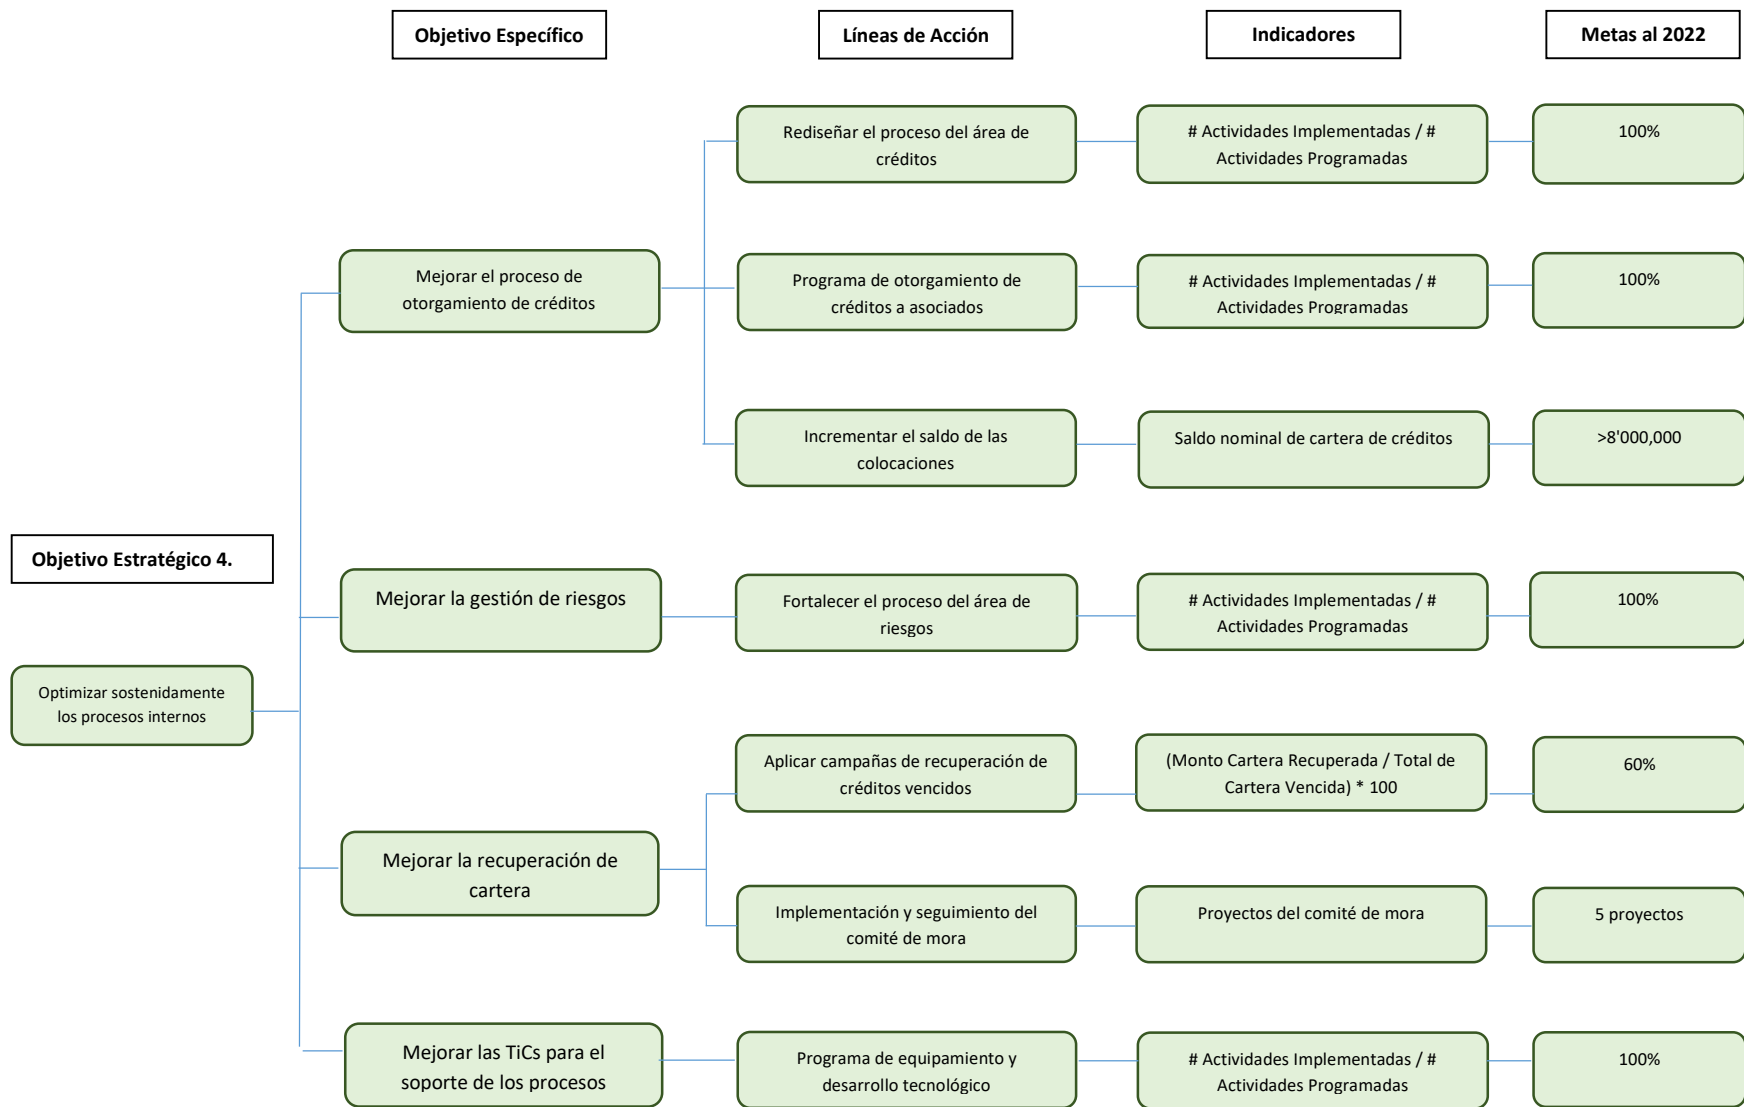 Objetivo Específico
Líneas de Acción
Indicadores
Metas al 2022
Rediseñar el proceso del área de
créditos
# Actividades Implementadas / #
Actividades Programadas
100%
Mejorar el proceso de
otorgamiento de créditos
Programa de otorgamiento de
créditos a asociados
# Actividades Implementadas / #
Actividades Programadas
100%
Incrementar el saldo de las
colocaciones
Saldo nominal de cartera de créditos
>8'000,000
Objetivo Estratégico 4.
Mejorar la gestión de riesgos
Fortalecer el proceso del área de
riesgos
# Actividades Implementadas / #
Actividades Programadas
100%
Optimizar sostenidamente
los procesos internos
Aplicar campañas de recuperación de
créditos vencidos
(Monto Cartera Recuperada / Total de
Cartera Vencida) * 100
60%
Mejorar la recuperación de
cartera
Implementación y seguimiento del
comité de mora
Proyectos del comité de mora
5 proyectos
Mejorar las TiCs para el
soporte de los procesos
Programa de equipamiento y
desarrollo tecnológico
# Actividades Implementadas / #
Actividades Programadas
100%